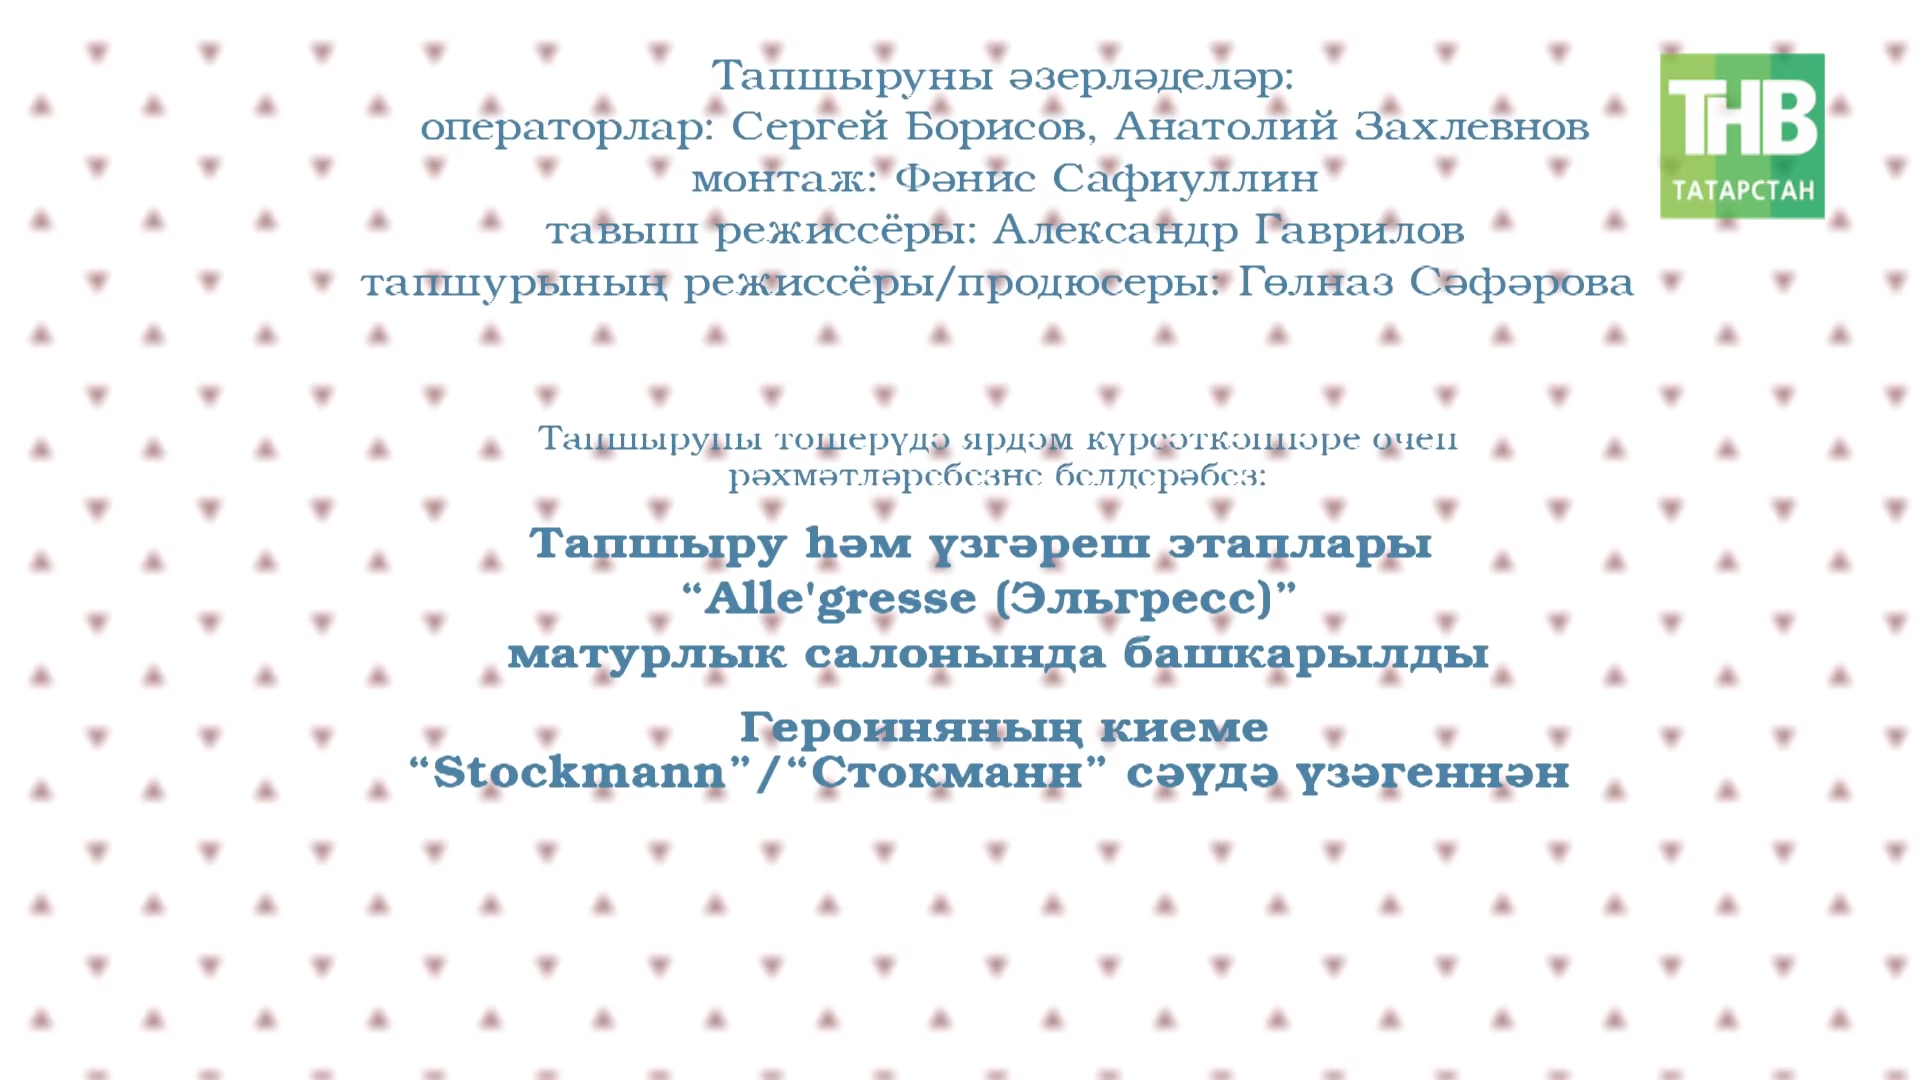 Тапшыруны әзерләделәр:
операторлар: Сергей Борисов, Анатолий Захлевнов
монтаж: Фәнис Сафиуллин
тавыш режиссёры: Александр Гаврилов
тапшурының режиссёры/продюсеры: Гөлназ Сәфәрова
ТНВ
ТАТАРСТАН
Тапшыруны төшерүдә ярдәм күрсәткәннәре өчен
рәхмәтләребезне белдерәбез:
Тапшыру һәм үзгәреш этаплары
“Alle'gresse (Эльгресс)”
матурлык салонында башкарылды
Героиняның киеме
“Stockmann”/“Стокманн” сәүдә үзәгеннән